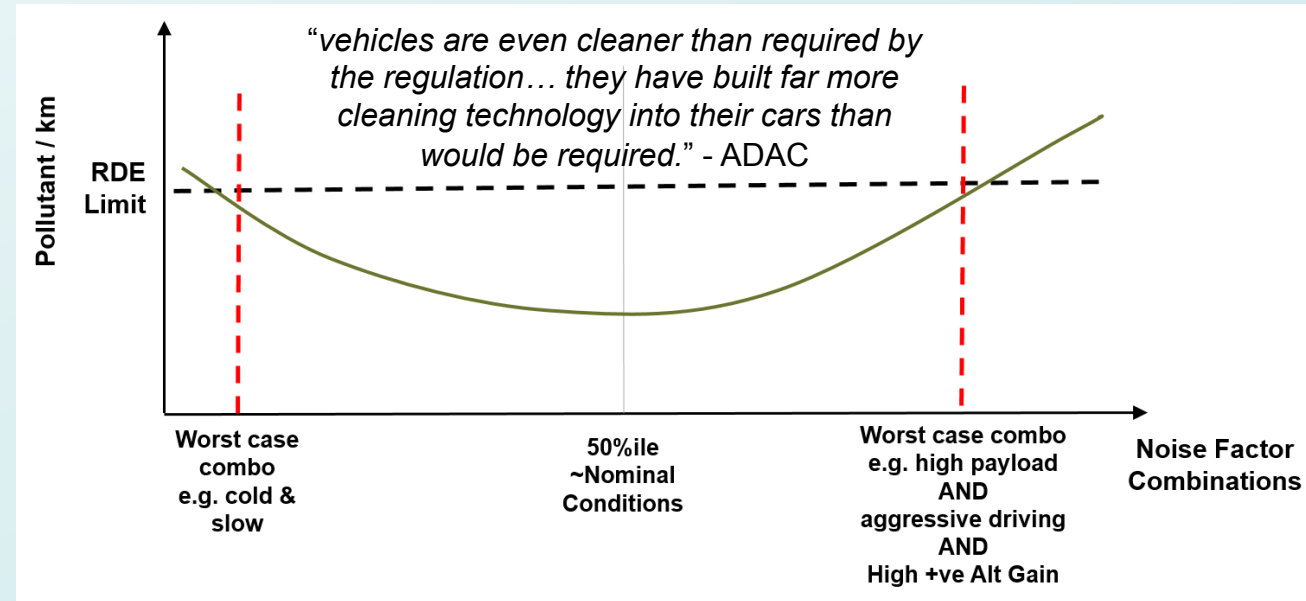 “vehicles are even cleaner than required by
the regulation… they have built far more
cleaning technology into their cars than
would be required.” - ADAC
Pollutant / km
RDE
Limit
Worst case
combo
e.g. cold &
slow
50%ile
~Nominal
Conditions
Worst case combo
e.g. high payload
AND
aggressive driving
AND
High +ve Alt Gain
Noise Factor
Combinations